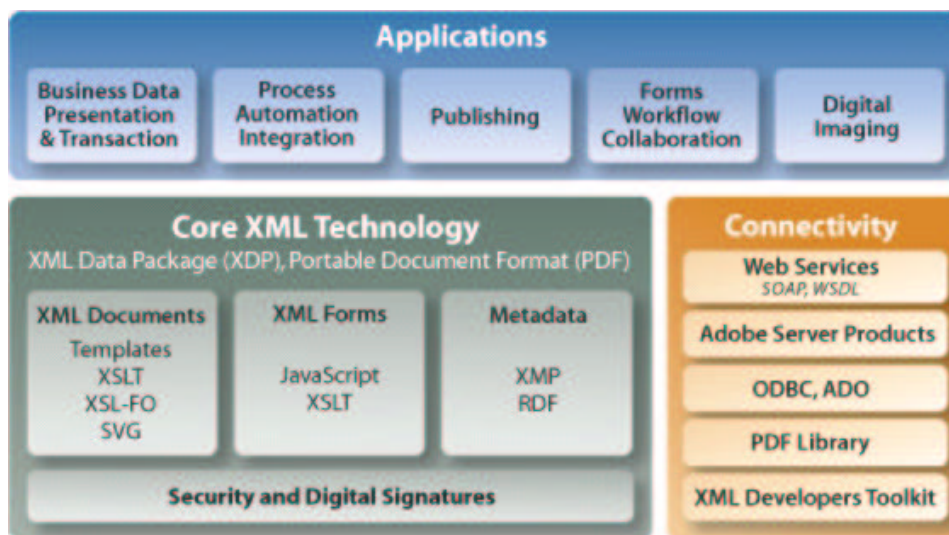 Applications
Business Data
Presentation
& Transaction
Process
Automation
Integration
Publishing
Forms
Workflow
Collaboration
Digital
Imaging
Core XML Technology
XML Data Package (XDP), Portable Document Format (PDF)
XML Documents
Templates
XSLT
XSL-FO
SVG
XML Forms
JavaScript
XSLT
Metadata
XMP
RDF
Security and Digital Signatures
Connectivity
Web Services
SOAP, WSDL
Adobe Server Products
ODBC, ADO
PDF Library
XML Developers Toolkit